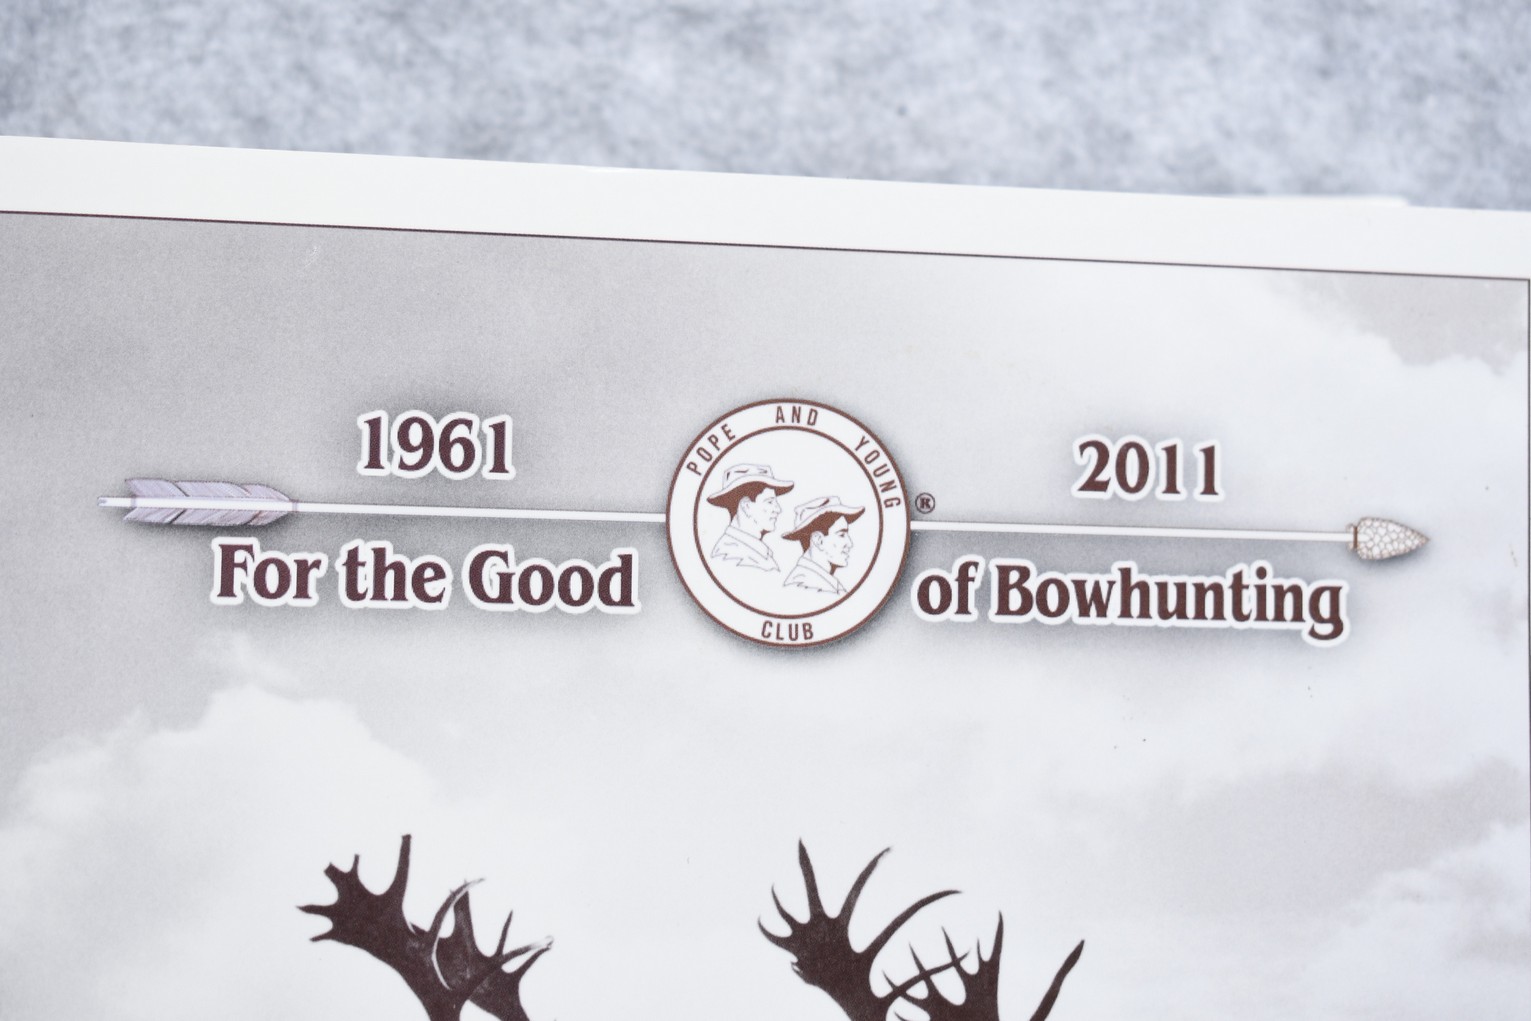 1961
2011
POPE AND YOUNG
CLUB
®
For the Good
of Bowhunting